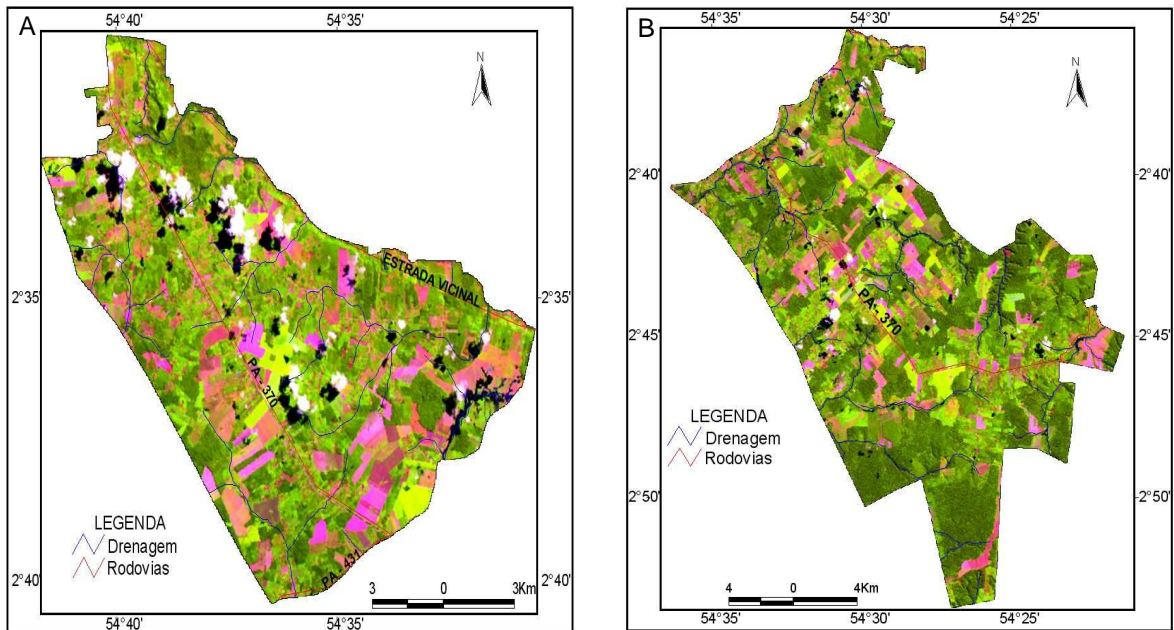 A
54°40'
54°35'
N
2°35'
2°35'
ESTRADA VICINAL
PA - 370
LEGENDA
Drenagem
Rodovias
PA - 431
2°40'
2°40'
3 0 3Km
54°40'
54°35'
B
54°35'
54°30'
54°25'
N
2°40'
2°40'
PA - 370
2°45'
2°45'
LEGENDA
Drenagem
Rodovias
2°50'
2°50'
4 0 4Km
54°35'
54°30'
54°25'